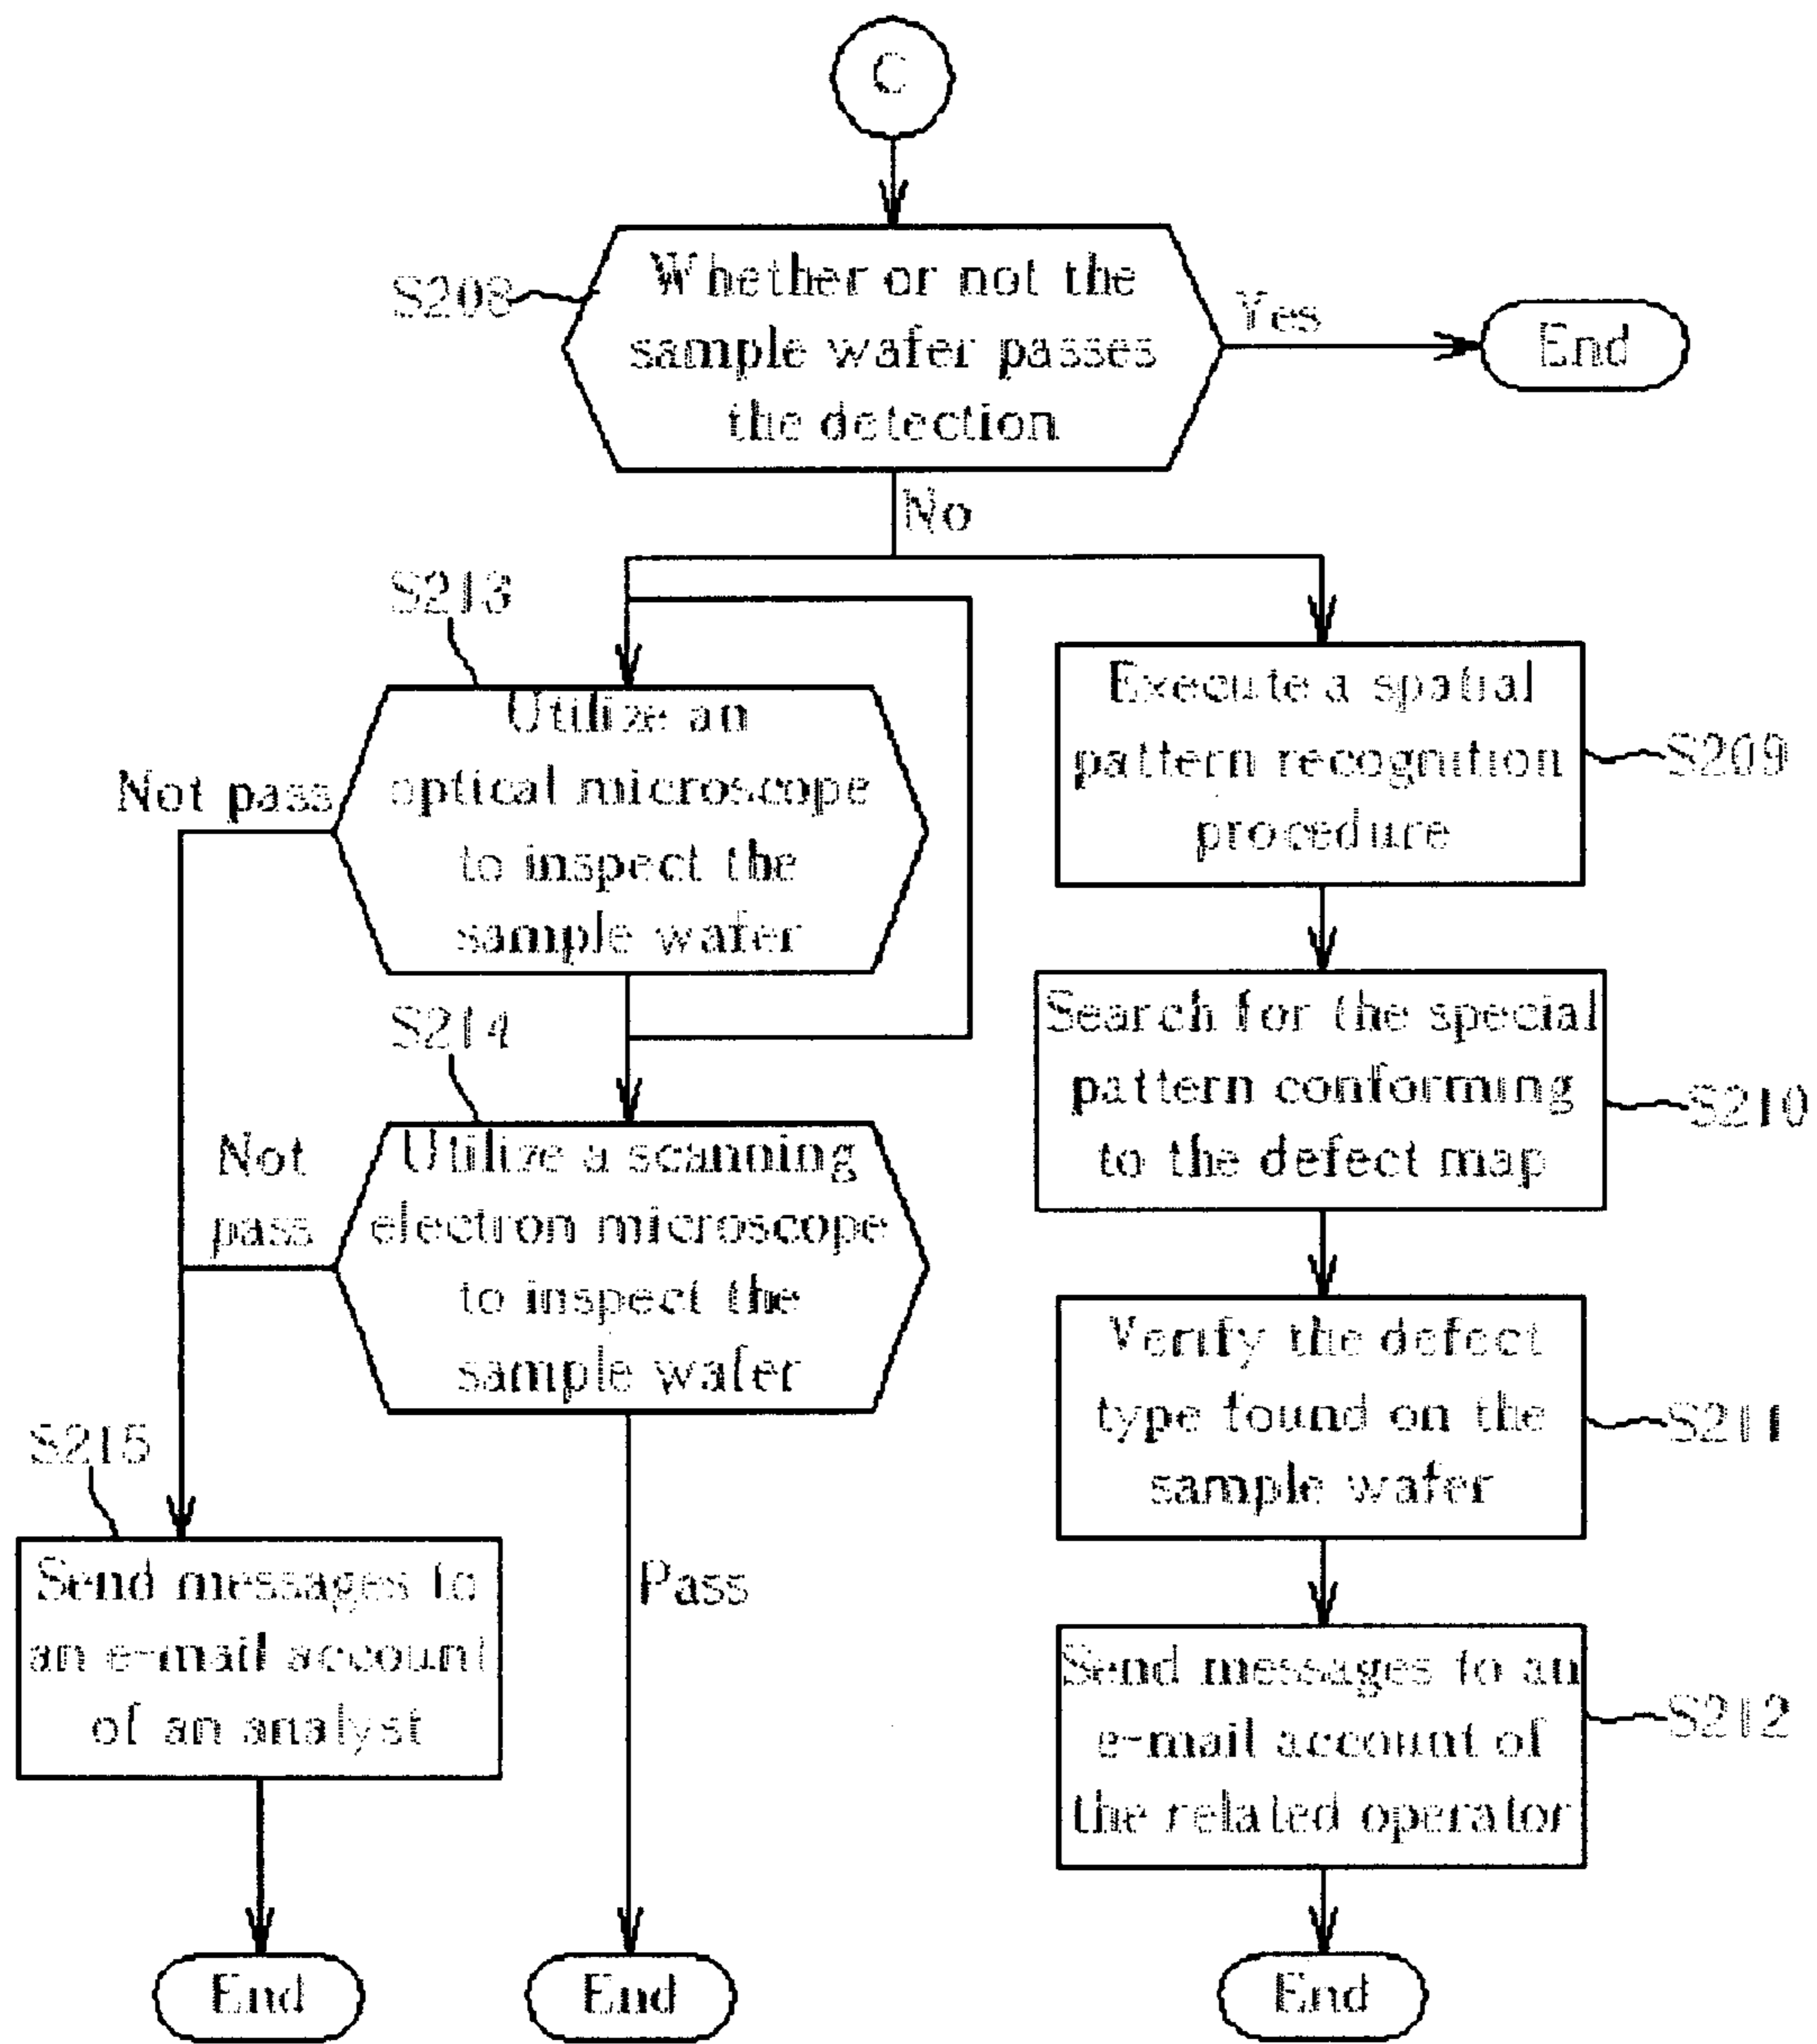 C
S208
Whether or not the
sample wafer passes
the detection
Yes
End
No
S213
Utilize an
optical microscope
to inspect the
sample wafer
Not pass
Execute a spatial
pattern recognition
procedure
S209
S214
Utilize a scanning
electron microscope
to inspect the
sample wafer
Not
pass
Search for the special
pattern conforming
to the defect map
S210
Verify the defect
type found on the
sample wafer
S211
S215
Send messages to
an e-mail account
of an analyst
Pass
Send messages to an
e-mail account of
the related operator
S212
End
End
End